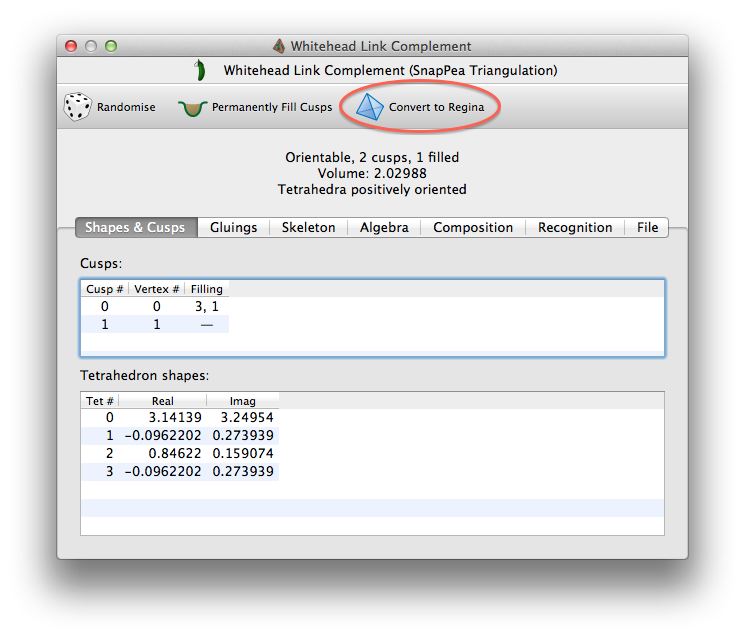 Whitehead Link Complement
Whitehead Link Complement (SnapPea Triangulation)
Randomise Permanently Fill Cusps Convert to Regina
Orientable, 2 cusps, 1 filled
Volume: 2.02988
Tetrahedra positively oriented
Shapes & Cusps Gluings Skeleton Algebra Composition Recognition File
Cusps:
Cusp # Vertex # Filling
0 0 3, 1
1 1 —
Tetrahedron shapes:
Tet # Real Imag
0 3.14139 3.24954
1 -0.0962202 0.273939
2 0.84622 0.159074
3 -0.0962202 0.273939